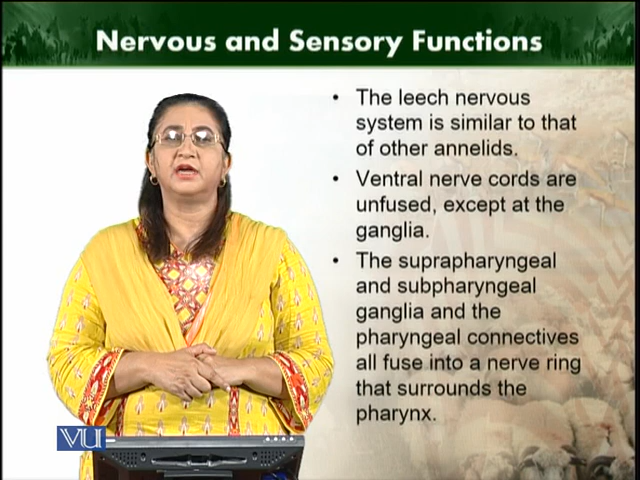 Nervous and Sensory Functions
• The leech nervous
system is similar to that
of other annelids.
• Ventral nerve cords are
unfused, except at the
ganglia.
• The suprapharyngeal
and subpharyngeal
ganglia and the
pharyngeal connectives
all fuse into a nerve ring
that surrounds the
pharynx.
VU